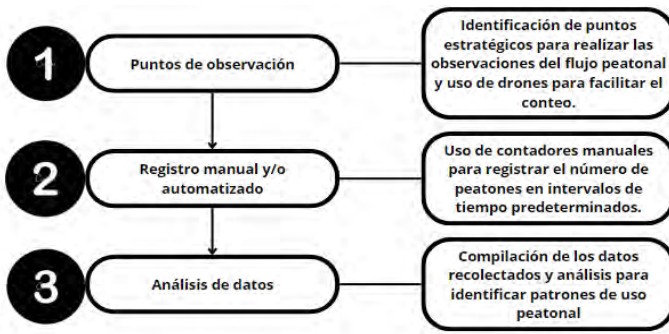 1
Puntos de observación
Identificación de puntos
estratégicos para realizar las
observaciones del flujo peatonal
y uso de drones para facilitar el
conteo.
2
Registro manual y/o
automatizado
Uso de contadores manuales
para registrar el número de
peatones en intervalos de
tiempo predeterminados.
3
Análisis de datos
Compilación de los datos
recolectados y análisis para
identificar patrones de uso
peatonal